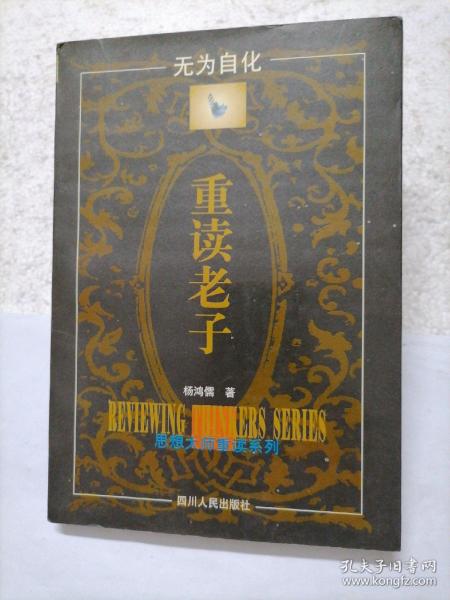 无为自化
重读老子
杨鸿儒 著
REVIEWING THINKERS SERIES
思想大师重读系列
四川人民出版社
孔夫子旧书网
www.kongfz.com